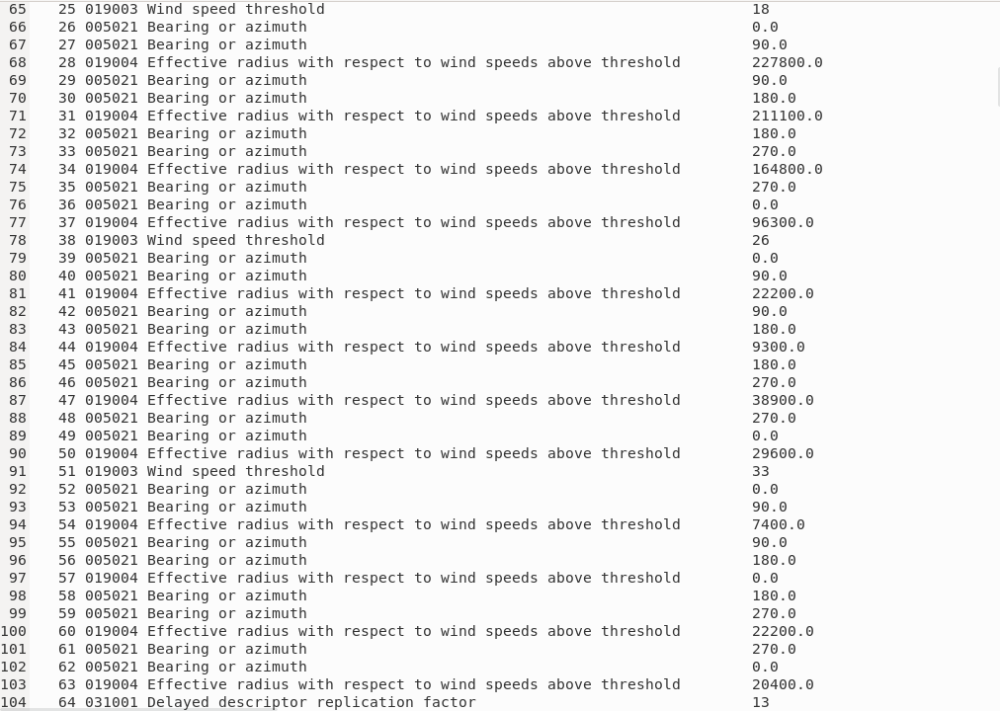 65 25 019003 Wind speed threshold 18
66 26 005021 Bearing or azimuth 0.0
67 27 005021 Bearing or azimuth 90.0
68 28 019004 Effective radius with respect to wind speeds above threshold 227800.0
69 29 005021 Bearing or azimuth 90.0
70 30 005021 Bearing or azimuth 180.0
71 31 019004 Effective radius with respect to wind speeds above threshold 211100.0
72 32 005021 Bearing or azimuth 180.0
73 33 005021 Bearing or azimuth 270.0
74 34 019004 Effective radius with respect to wind speeds above threshold 164800.0
75 35 005021 Bearing or azimuth 270.0
76 36 005021 Bearing or azimuth 0.0
77 37 019004 Effective radius with respect to wind speeds above threshold 96300.0
78 38 019003 Wind speed threshold 26
79 39 005021 Bearing or azimuth 0.0
80 40 005021 Bearing or azimuth 90.0
81 41 019004 Effective radius with respect to wind speeds above threshold 22200.0
82 42 005021 Bearing or azimuth 90.0
83 43 005021 Bearing or azimuth 180.0
84 44 019004 Effective radius with respect to wind speeds above threshold 9300.0
85 45 005021 Bearing or azimuth 180.0
86 46 005021 Bearing or azimuth 270.0
87 47 019004 Effective radius with respect to wind speeds above threshold 38900.0
88 48 005021 Bearing or azimuth 270.0
89 49 005021 Bearing or azimuth 0.0
90 50 019004 Effective radius with respect to wind speeds above threshold 29600.0
91 51 019003 Wind speed threshold 33
92 52 005021 Bearing or azimuth 0.0
93 53 005021 Bearing or azimuth 90.0
94 54 019004 Effective radius with respect to wind speeds above threshold 7400.0
95 55 005021 Bearing or azimuth 90.0
96 56 005021 Bearing or azimuth 180.0
97 57 019004 Effective radius with respect to wind speeds above threshold 0.0
98 58 005021 Bearing or azimuth 180.0
99 59 005021 Bearing or azimuth 270.0
100 60 019004 Effective radius with respect to wind speeds above threshold 22200.0
101 61 005021 Bearing or azimuth 270.0
102 62 005021 Bearing or azimuth 0.0
103 63 019004 Effective radius with respect to wind speeds above threshold 20400.0
104 64 031001 Delayed descriptor replication factor 13